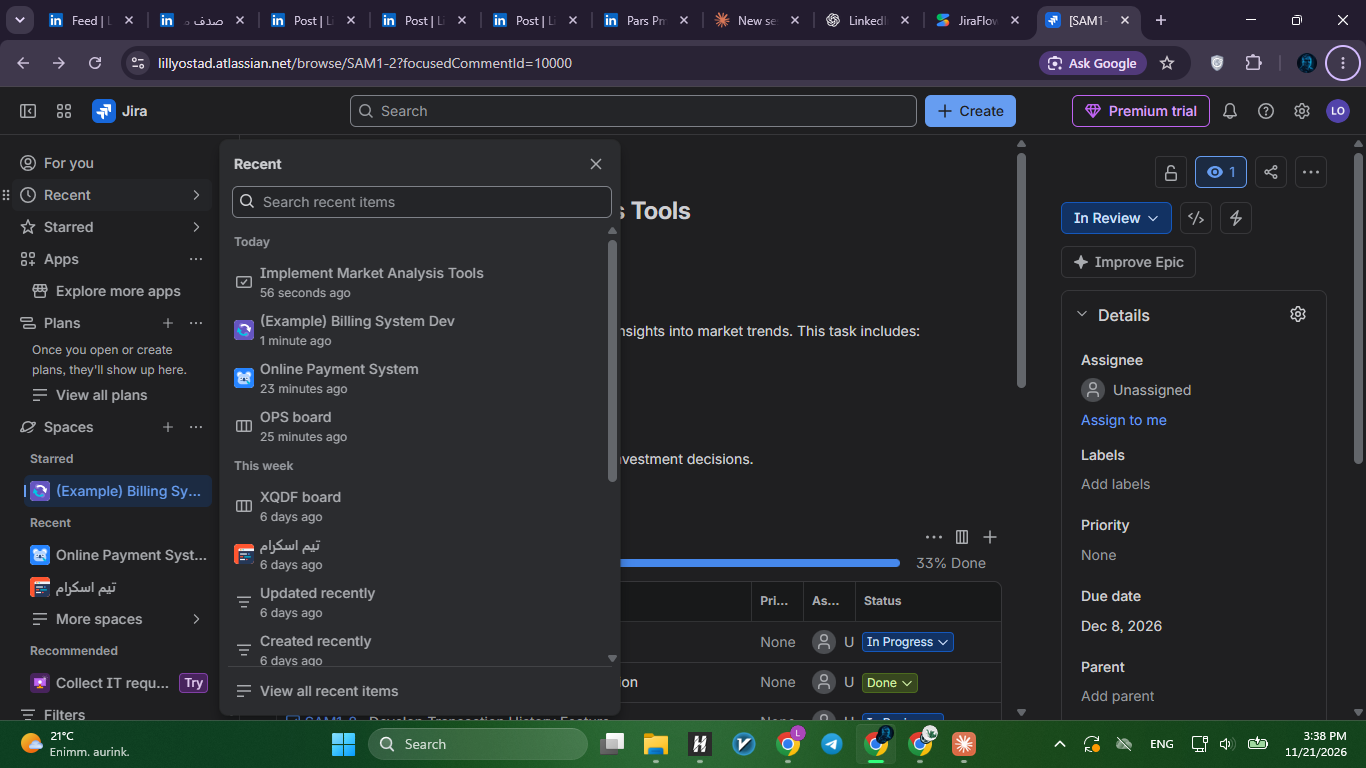 Feed | L
صدف م
Post | Li
Post | Li
Post | Li
Pars Pr
New se
LinkedI
JiraFlow
[SAM1-
lillyostad.atlassian.net/browse/SAM1-2?focusedCommentId=10000
Ask Google
Jira
Search
Create
Premium trial
LO
For you
Recent
Starred
Apps
Explore more apps
Plans
Once you open or create
plans, they'll show up here.
View all plans
Spaces
Starred
(Example) Billing Sy...
Recent
Online Payment Syst...
تیم اسکرام
More spaces
Recommended
Collect IT requ...
Try
Filters
Recent
Search recent items
Today
Implement Market Analysis Tools
56 seconds ago
(Example) Billing System Dev
1 minute ago
Online Payment System
23 minutes ago
OPS board
25 minutes ago
This week
XQDF board
6 days ago
تیم اسکرام
6 days ago
Updated recently
6 days ago
Created recently
6 days ago
View all recent items
s Tools
nsights into market trends. This task includes:
nvestment decisions.
33% Done
Pri... As... Status
None U In Progress
ion None U Done
1
In Review
Improve Epic
Details
Assignee
Unassigned
Assign to me
Labels
Add labels
Priority
None
Due date
Dec 8, 2026
Parent
Add parent
21°C
Enimm. aurink.
Search
L
ENG
3:38 PM
11/21/2026